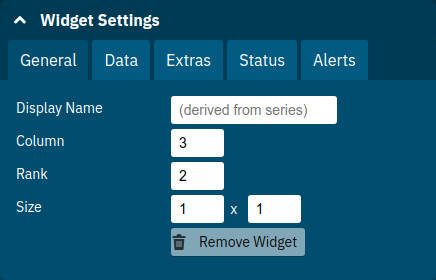 Widget Settings
General Data Extras Status Alerts
Display Name (derived from series)
Column 3
Rank 2
Size 1 x 1
Remove Widget